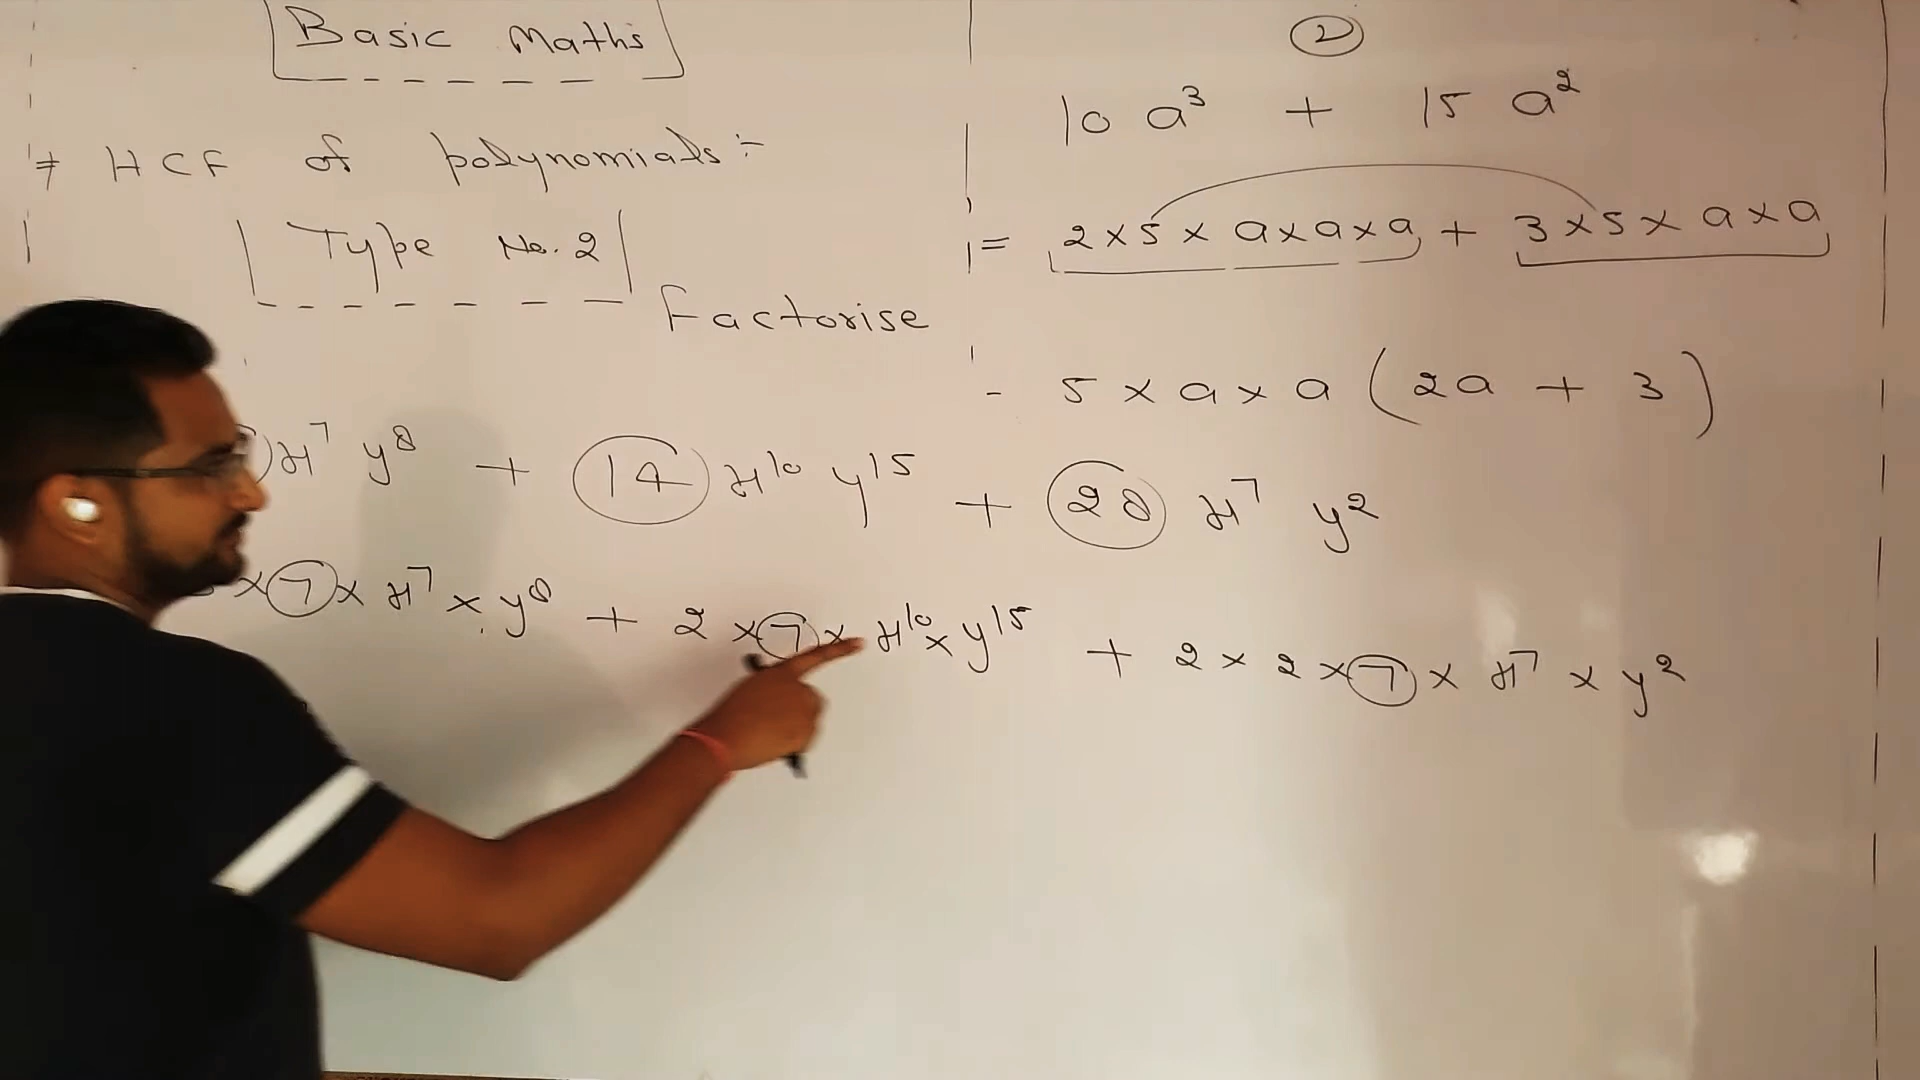 Basic Maths
⇒ HCF of polynomials :-
Type No. 2
Factorise
x⁷ y⁸ + 14 x¹⁰ y¹⁵ + 28 x⁷ y²
× 7 × x⁷ × y⁸ + 2 × 7 × x¹⁰ × y¹⁵ + 2 × 2 × 7 × x⁷ × y²
2
10 a³ + 15 a²
= 2 × 5 × a × a × a + 3 × 5 × a × a
- 5 × a × a (2a + 3)